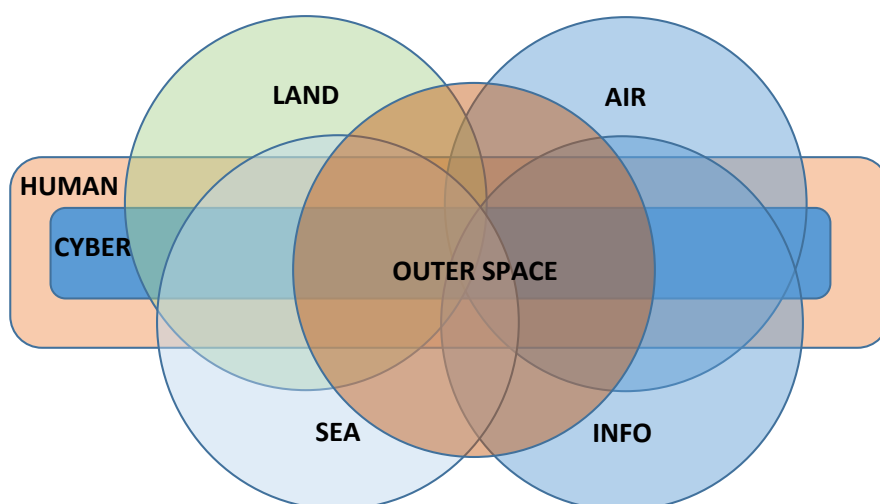 LAND
AIR
HUMAN
CYBER
OUTER SPACE
SEA
INFO